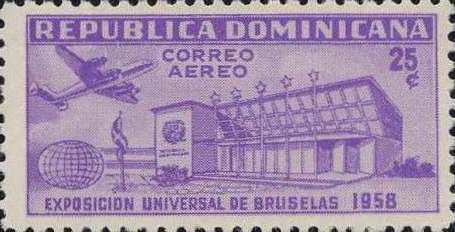 REPUBLICA DOMINICANA
CORREO
AEREO
25
c
EXPOSICION UNIVERSAL DE BRUSELAS 1958